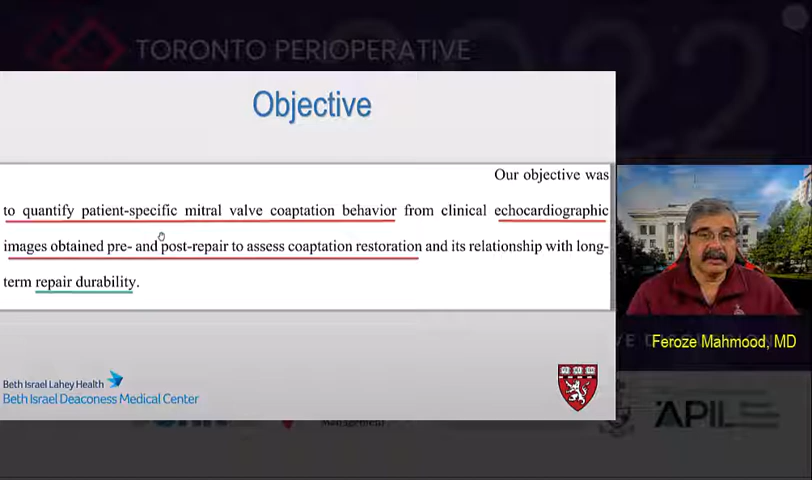 TORONTO PERIOPERATIVE
2022
Objective
Our objective was
to quantify patient-specific mitral valve coaptation behavior from clinical echocardiographic
images obtained pre- and post-repair to assess coaptation restoration and its relationship with long-
term repair durability.
Feroze Mahmood, MD
Beth Israel Lahey Health
Beth Israel Deaconess Medical Center
APIL
Management